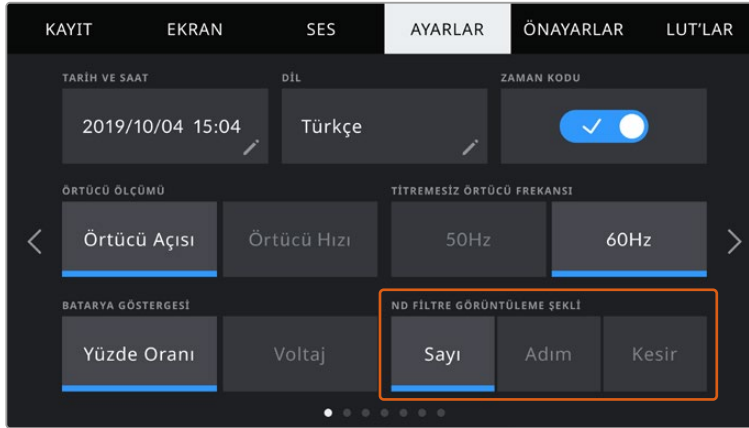 KAYIT EKRAN SES AYARLAR ÖNAYARLAR LUT'LAR
TARİH VE SAAT DİL ZAMAN KODU
2019/10/04 15:04 Türkçe
ÖRTÜCÜ ÖLÇÜMÜ TİTREMESİZ ÖRTÜCÜ FREKANSI
Örtücü Açısı Örtücü Hızı 50Hz 60Hz
BATARYA GÖSTERGESİ ND FİLTRE GÖRÜNTÜLEME ŞEKLİ
Yüzde Oranı Voltaj Sayı Adım Kesir